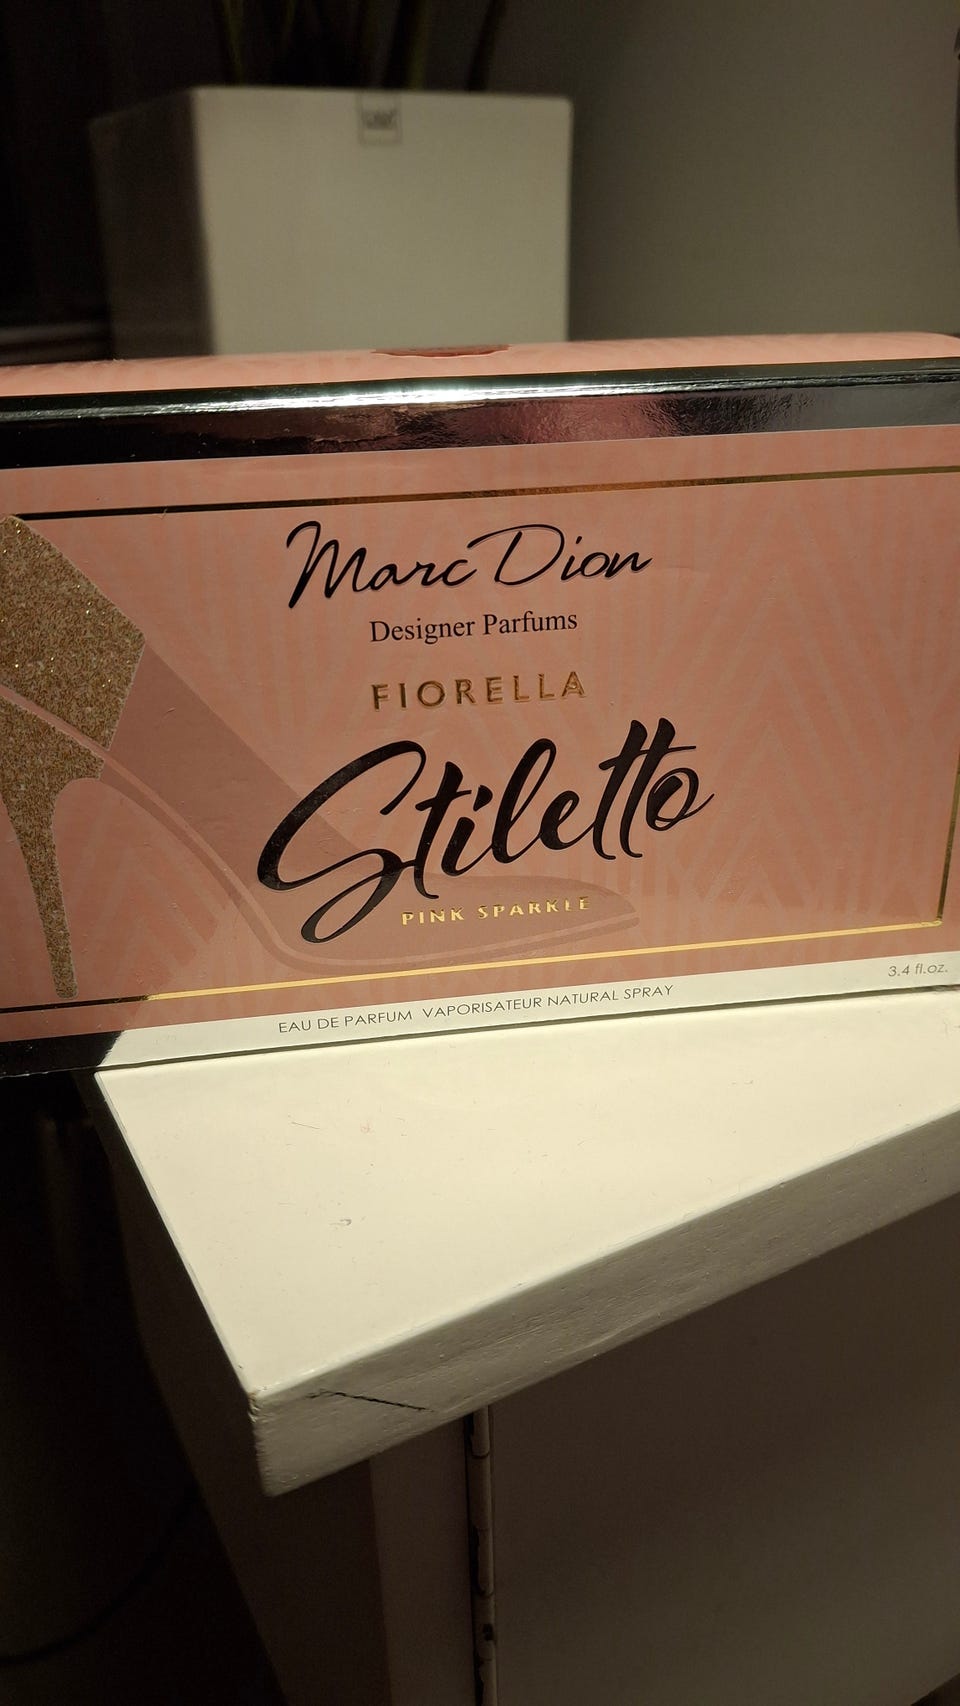 Marc Dion
Designer Parfums
FIORELLA
Stiletto
PINK SPARKLE
EAU DE PARFUM VAPORISATEUR NATURAL SPRAY
3.4 fl.oz.